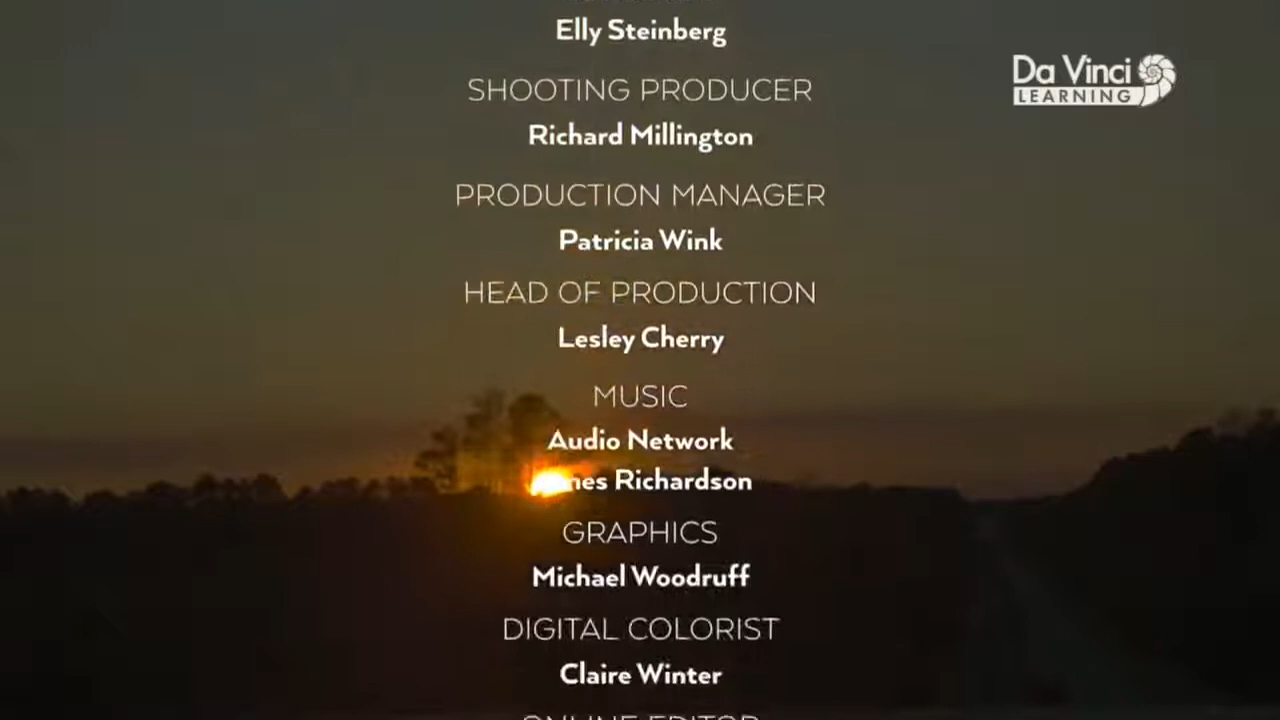 Elly Steinberg
Da Vinci
LEARNING
SHOOTING PRODUCER
Richard Millington
PRODUCTION MANAGER
Patricia Wink
HEAD OF PRODUCTION
Lesley Cherry
MUSIC
Audio Network
Richardson
GRAPHICS
Michael Woodruff
DIGITAL COLORIST
Claire Winter